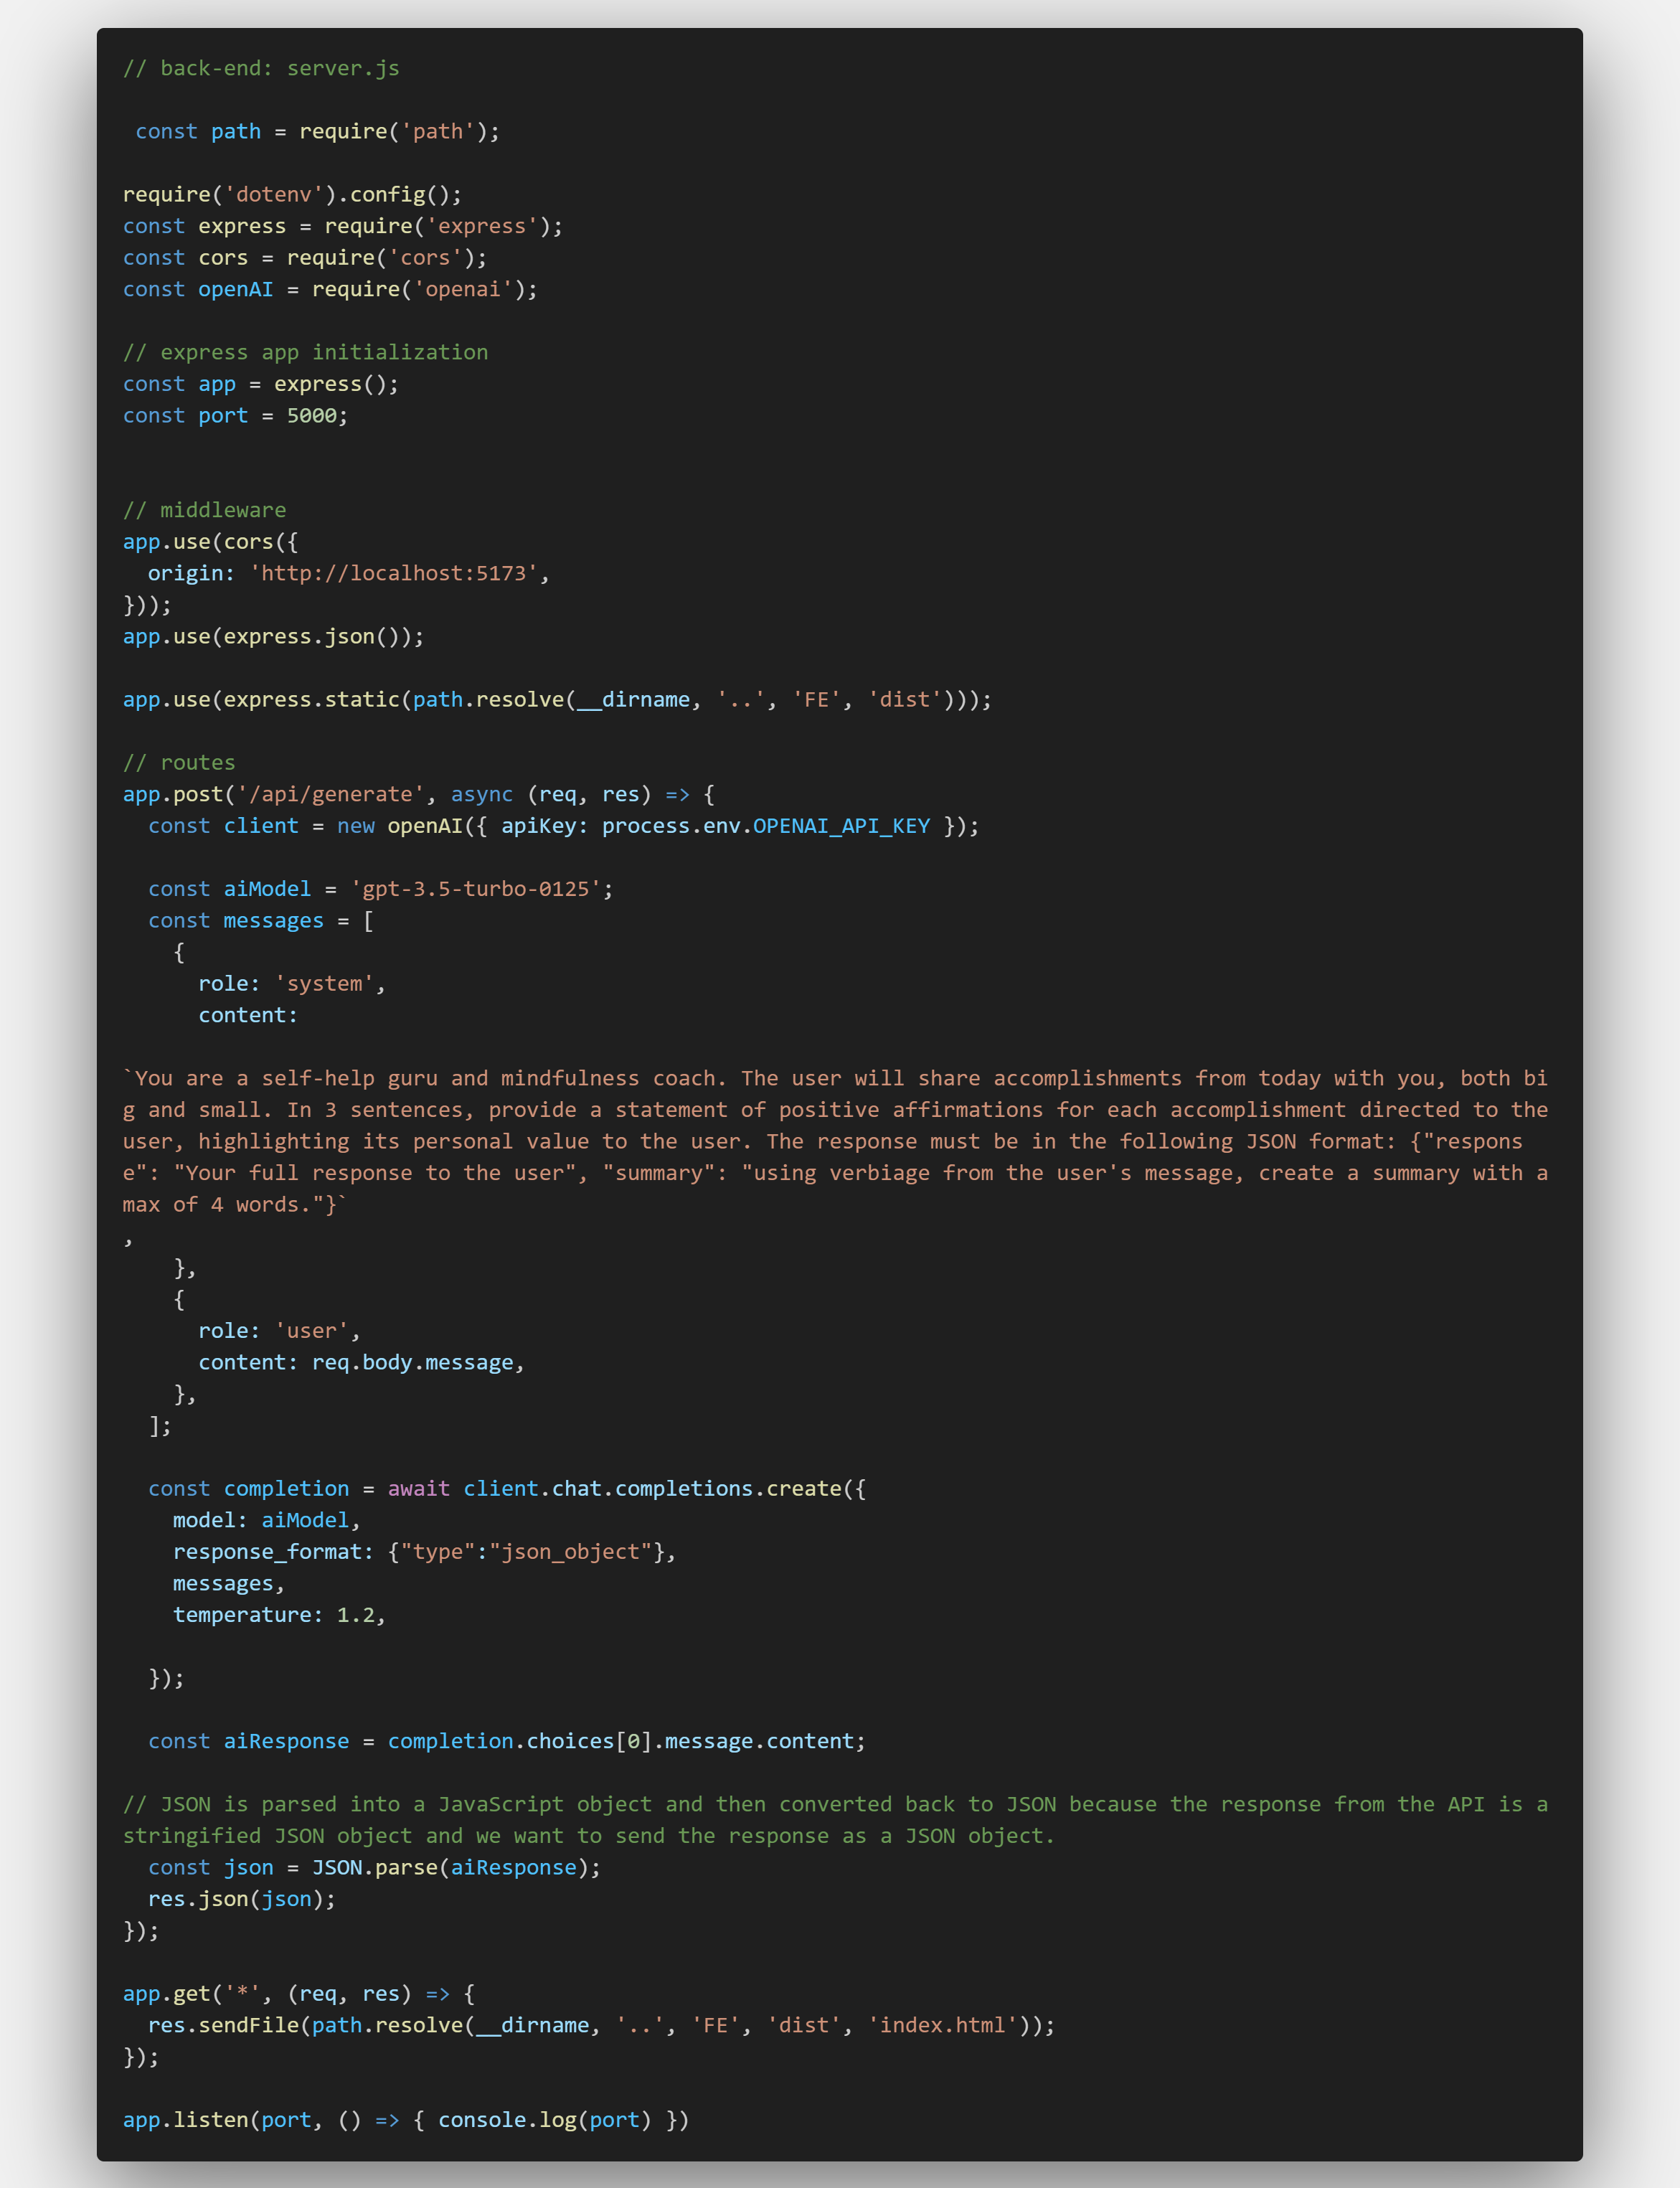 // back-end: server.js
const path = require('path');
require('dotenv').config();
const express = require('express');
const cors = require('cors');
const openAI = require('openai');
// express app initialization
const app = express();
const port = 5000;
// middleware
app.use(cors({
  origin: 'http://localhost:5173',
}));
app.use(express.json());
app.use(express.static(path.resolve(__dirname, '..', 'FE', 'dist')));
// routes
app.post('/api/generate', async (req, res) => {
  const client = new openAI({ apiKey: process.env.OPENAI_API_KEY });
  const aiModel = 'gpt-3.5-turbo-0125';
  const messages = [
    {
      role: 'system',
      content:
`You are a self-help guru and mindfulness coach. The user will share accomplishments from today with you, both bi
g and small. In 3 sentences, provide a statement of positive affirmations for each accomplishment directed to the
user, highlighting its personal value to the user. The response must be in the following JSON format: {"respons
e": "Your full response to the user", "summary": "using verbiage from the user's message, create a summary with a
max of 4 words."}`
,
    },
    {
      role: 'user',
      content: req.body.message,
    },
  ];
  const completion = await client.chat.completions.create({
    model: aiModel,
    response_format: {"type":"json_object"},
    messages,
    temperature: 1.2,
  });
  const aiResponse = completion.choices[0].message.content;
// JSON is parsed into a JavaScript object and then converted back to JSON because the response from the API is a
stringified JSON object and we want to send the response as a JSON object.
  const json = JSON.parse(aiResponse);
  res.json(json);
});
app.get('*', (req, res) => {
  res.sendFile(path.resolve(__dirname, '..', 'FE', 'dist', 'index.html'));
});
app.listen(port, () => { console.log(port) })